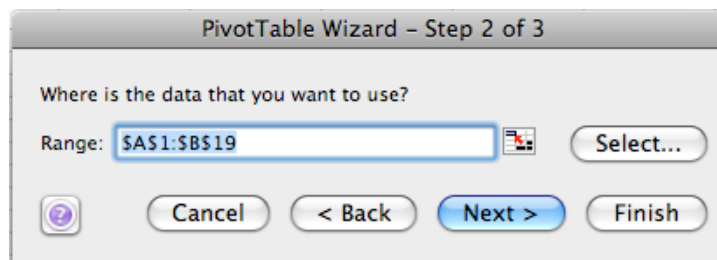 PivotTable Wizard – Step 2 of 3
Where is the data that you want to use?
Range: $A$1:$B$19 Select...
? Cancel < Back Next > Finish